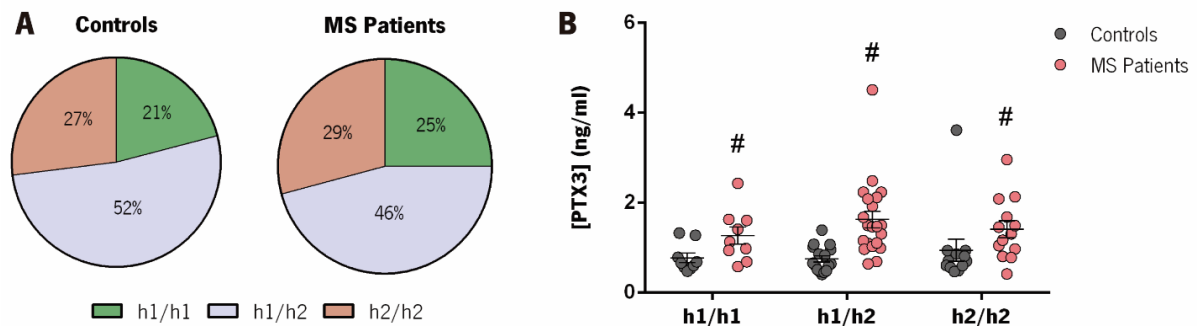 A
Controls
MS Patients
27%
21%
52%
29%
25%
46%
h1/h1
h1/h2
h2/h2
B
[PTX3] (ng/ml)
6
4
2
0
#
#
#
h1/h1
h1/h2
h2/h2
Controls
MS Patients